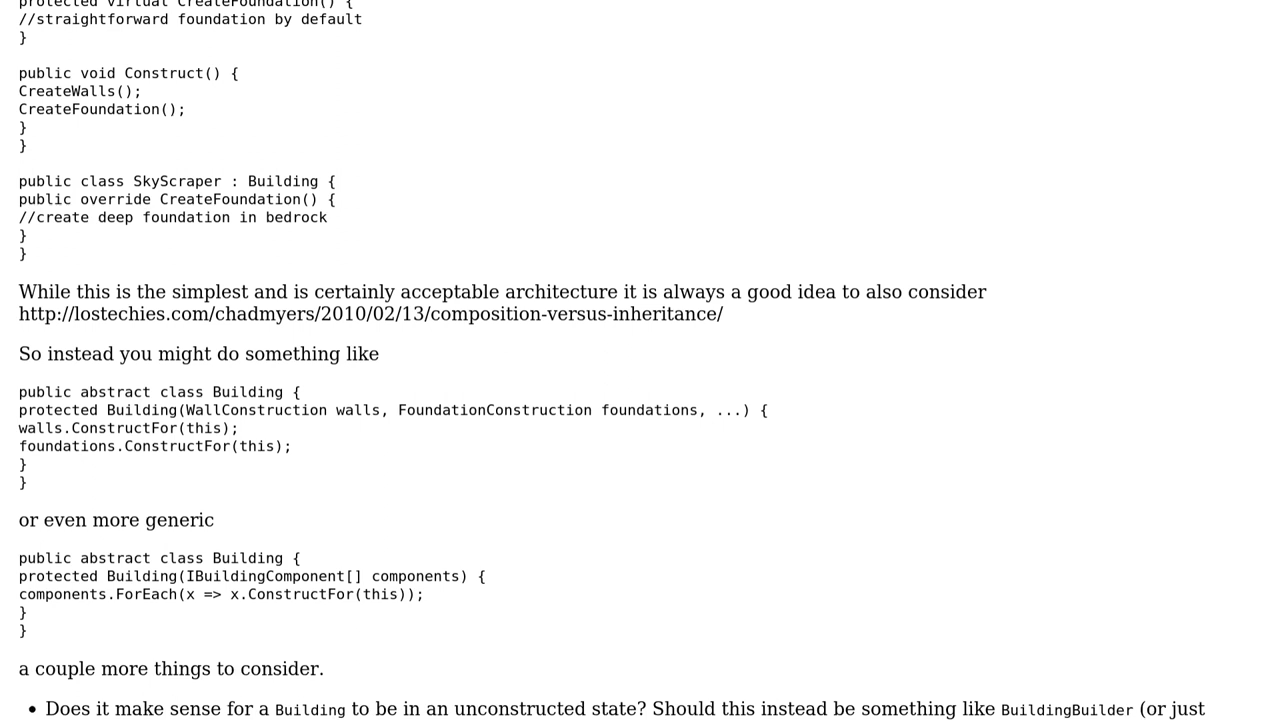 protected virtual CreateFoundation() {
//straightforward foundation by default
}
public void Construct() {
CreateWalls();
CreateFoundation();
}
}
public class SkyScraper : Building {
public override CreateFoundation() {
//create deep foundation in bedrock
}
}
While this is the simplest and is certainly acceptable architecture it is always a good idea to also consider
http://lostechies.com/chadmyers/2010/02/13/composition-versus-inheritance/
So instead you might do something like
public abstract class Building {
protected Building(WallConstruction walls, FoundationConstruction foundations, ...) {
walls.ConstructFor(this);
foundations.ConstructFor(this);
}
}
or even more generic
public abstract class Building {
protected Building(IBuildingComponent[] components) {
components.ForEach(x => x.ConstructFor(this));
}
}
a couple more things to consider.
• Does it make sense for a Building to be in an unconstructed state? Should this instead be something like BuildingBuilder (or just